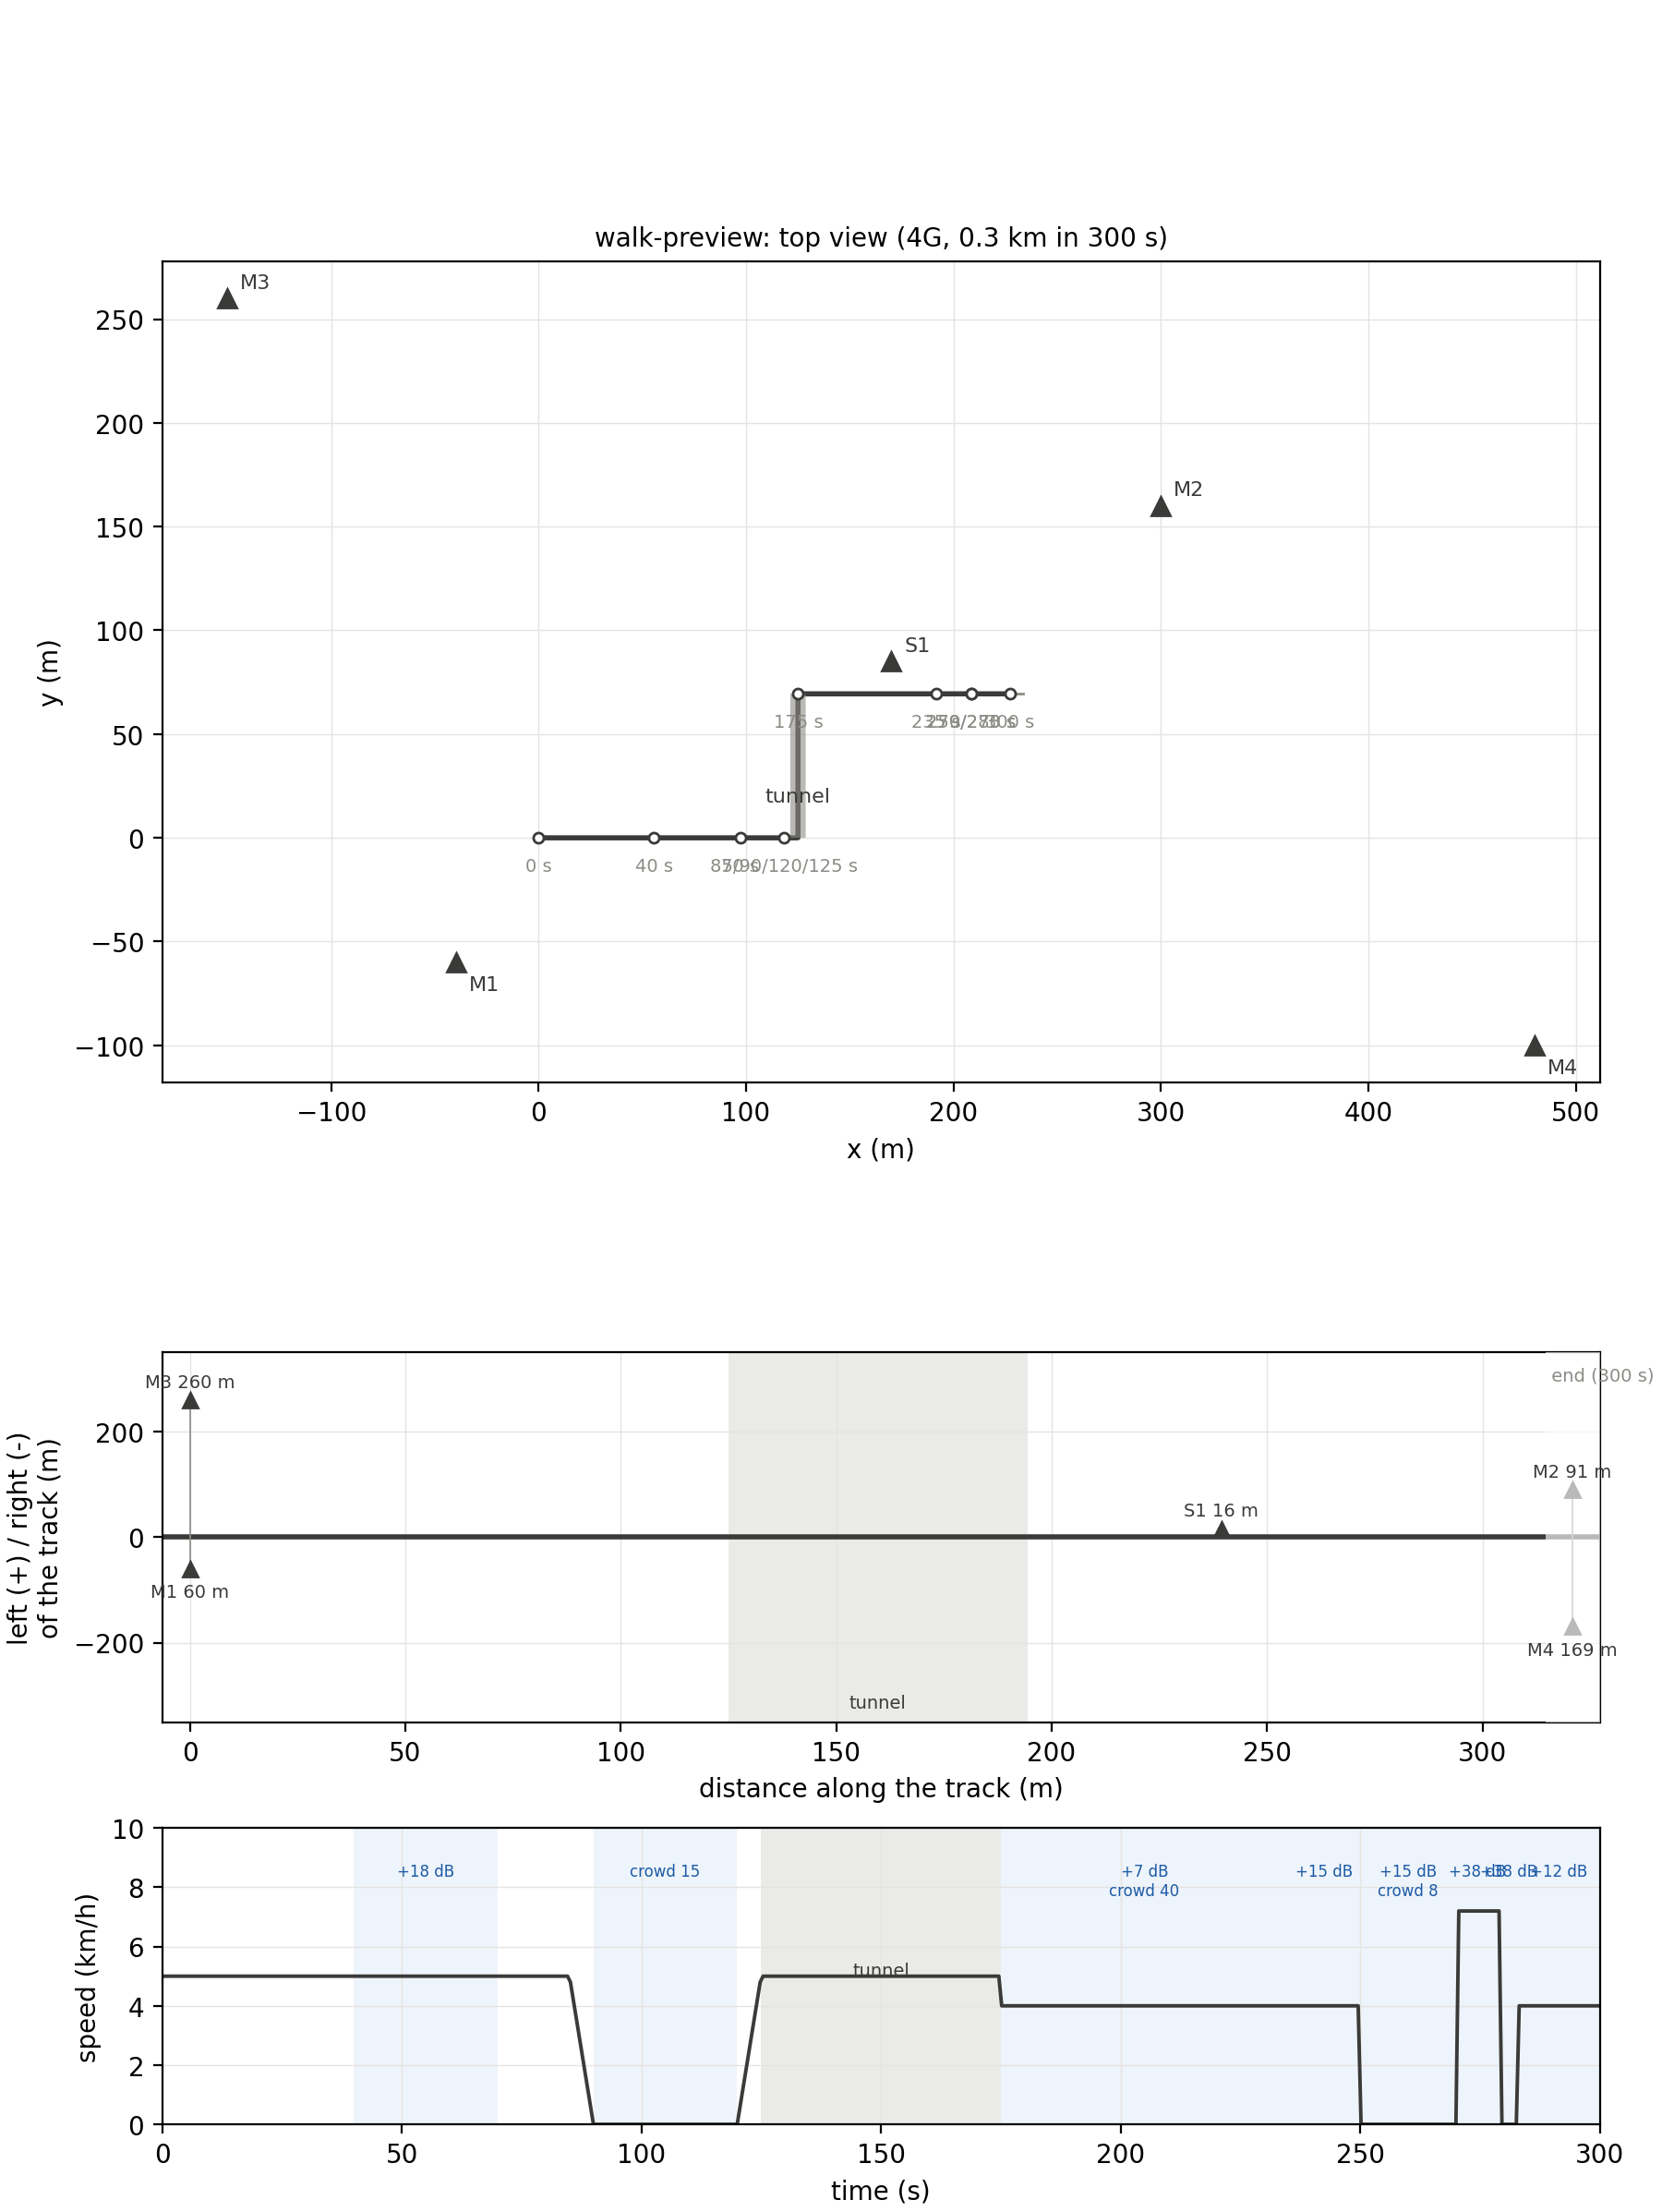 walk-preview: top view (4G, 0.3 km in 300 s)
M3
250
200
M2
150
100
S1
y (m)
175 s
300 s
50
tunnel
0
0 s
40 s
−50
M1
−100
M4
−100
0
100
200
300
400
500
x (m)
end (300 s)
M3 260 m
200
M2 91 m
S1 16 m
left (+) / right (-)
of the track (m)
0
M1 60 m
−200
M4 169 m
tunnel
0
50
100
150
200
250
300
distance along the track (m)
10
+18 dB
crowd 15
+7 dB
crowd 40
+15 dB
+15 dB
crowd 8
+38 dB
+38 dB
+12 dB
8
speed (km/h)
6
tunnel
4
2
0
0
50
100
150
200
250
300
time (s)